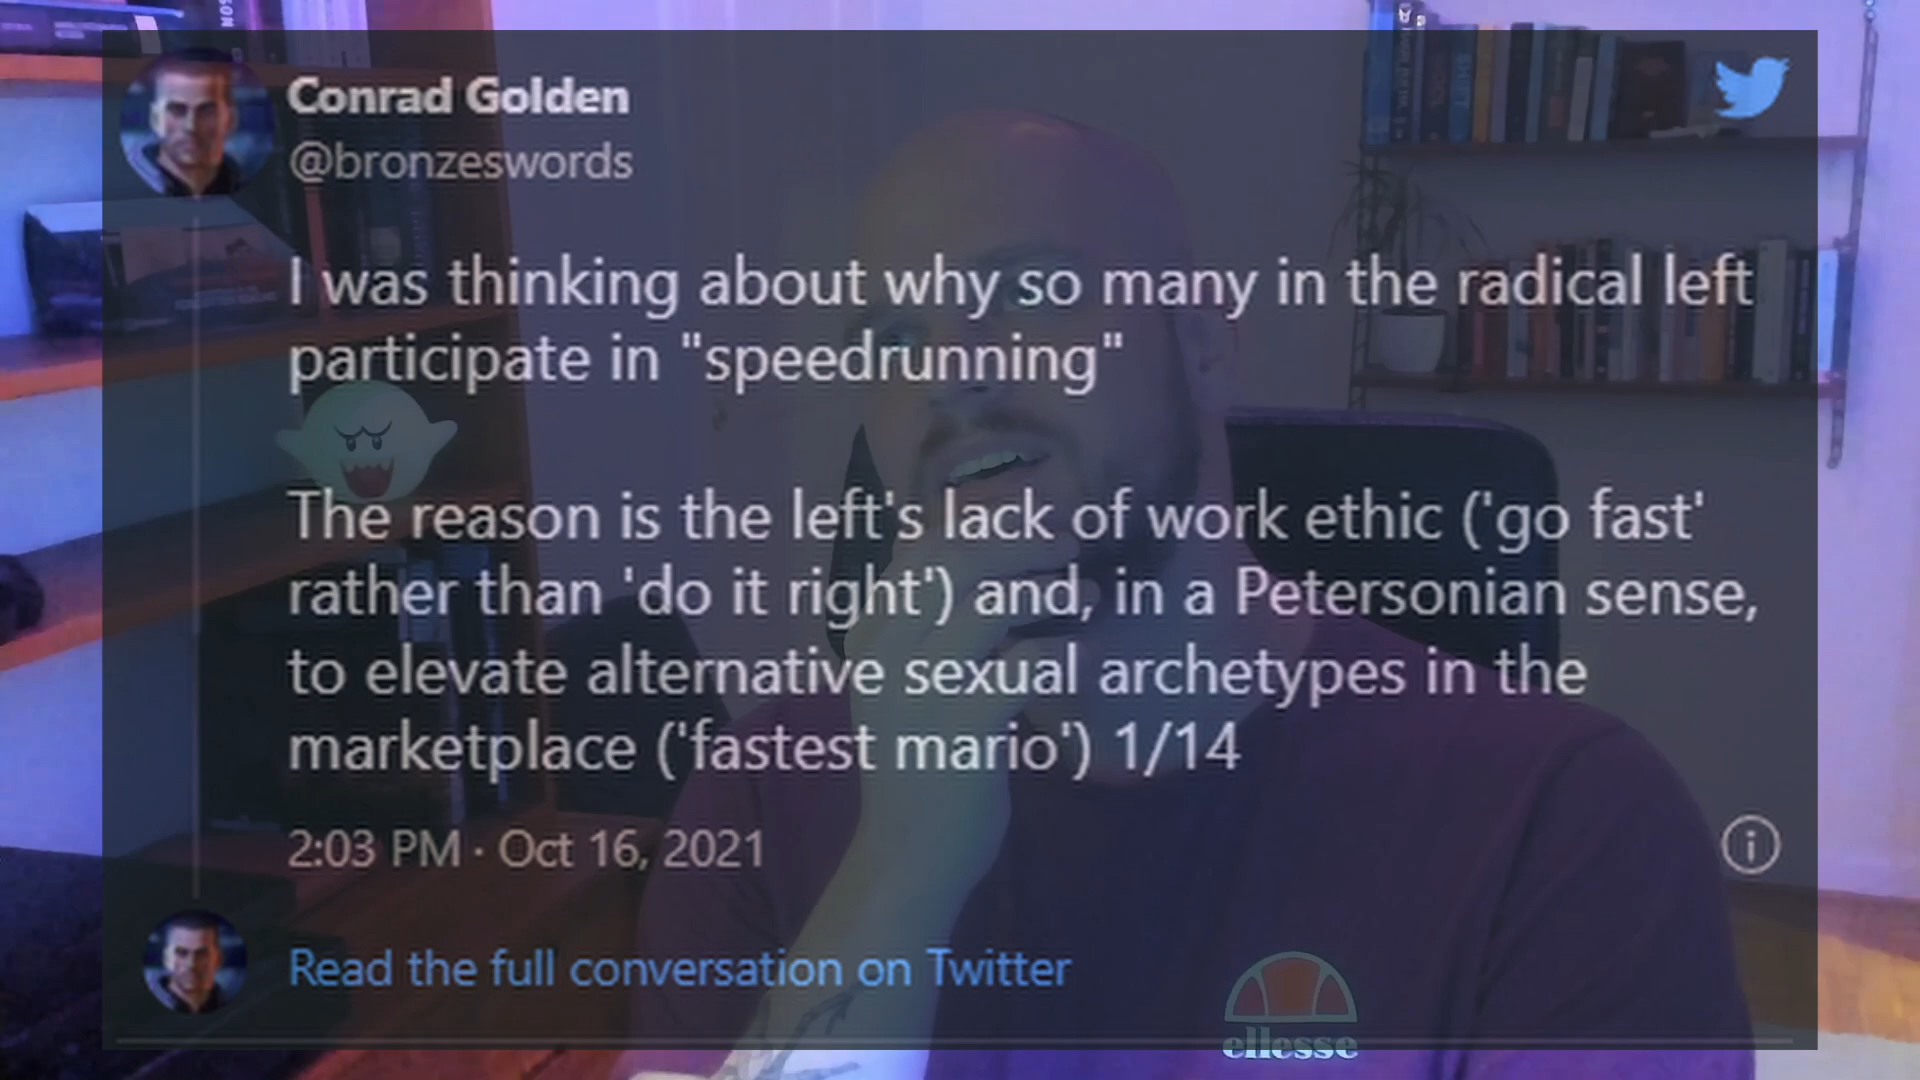 Conrad Golden
@bronzeswords
I was thinking about why so many in the radical left
participate in "speedrunning"
The reason is the left's lack of work ethic ('go fast'
rather than 'do it right') and, in a Petersonian sense,
to elevate alternative sexual archetypes in the
marketplace ('fastest mario') 1/14
2:03 PM · Oct 16, 2021
Read the full conversation on Twitter
ellesse